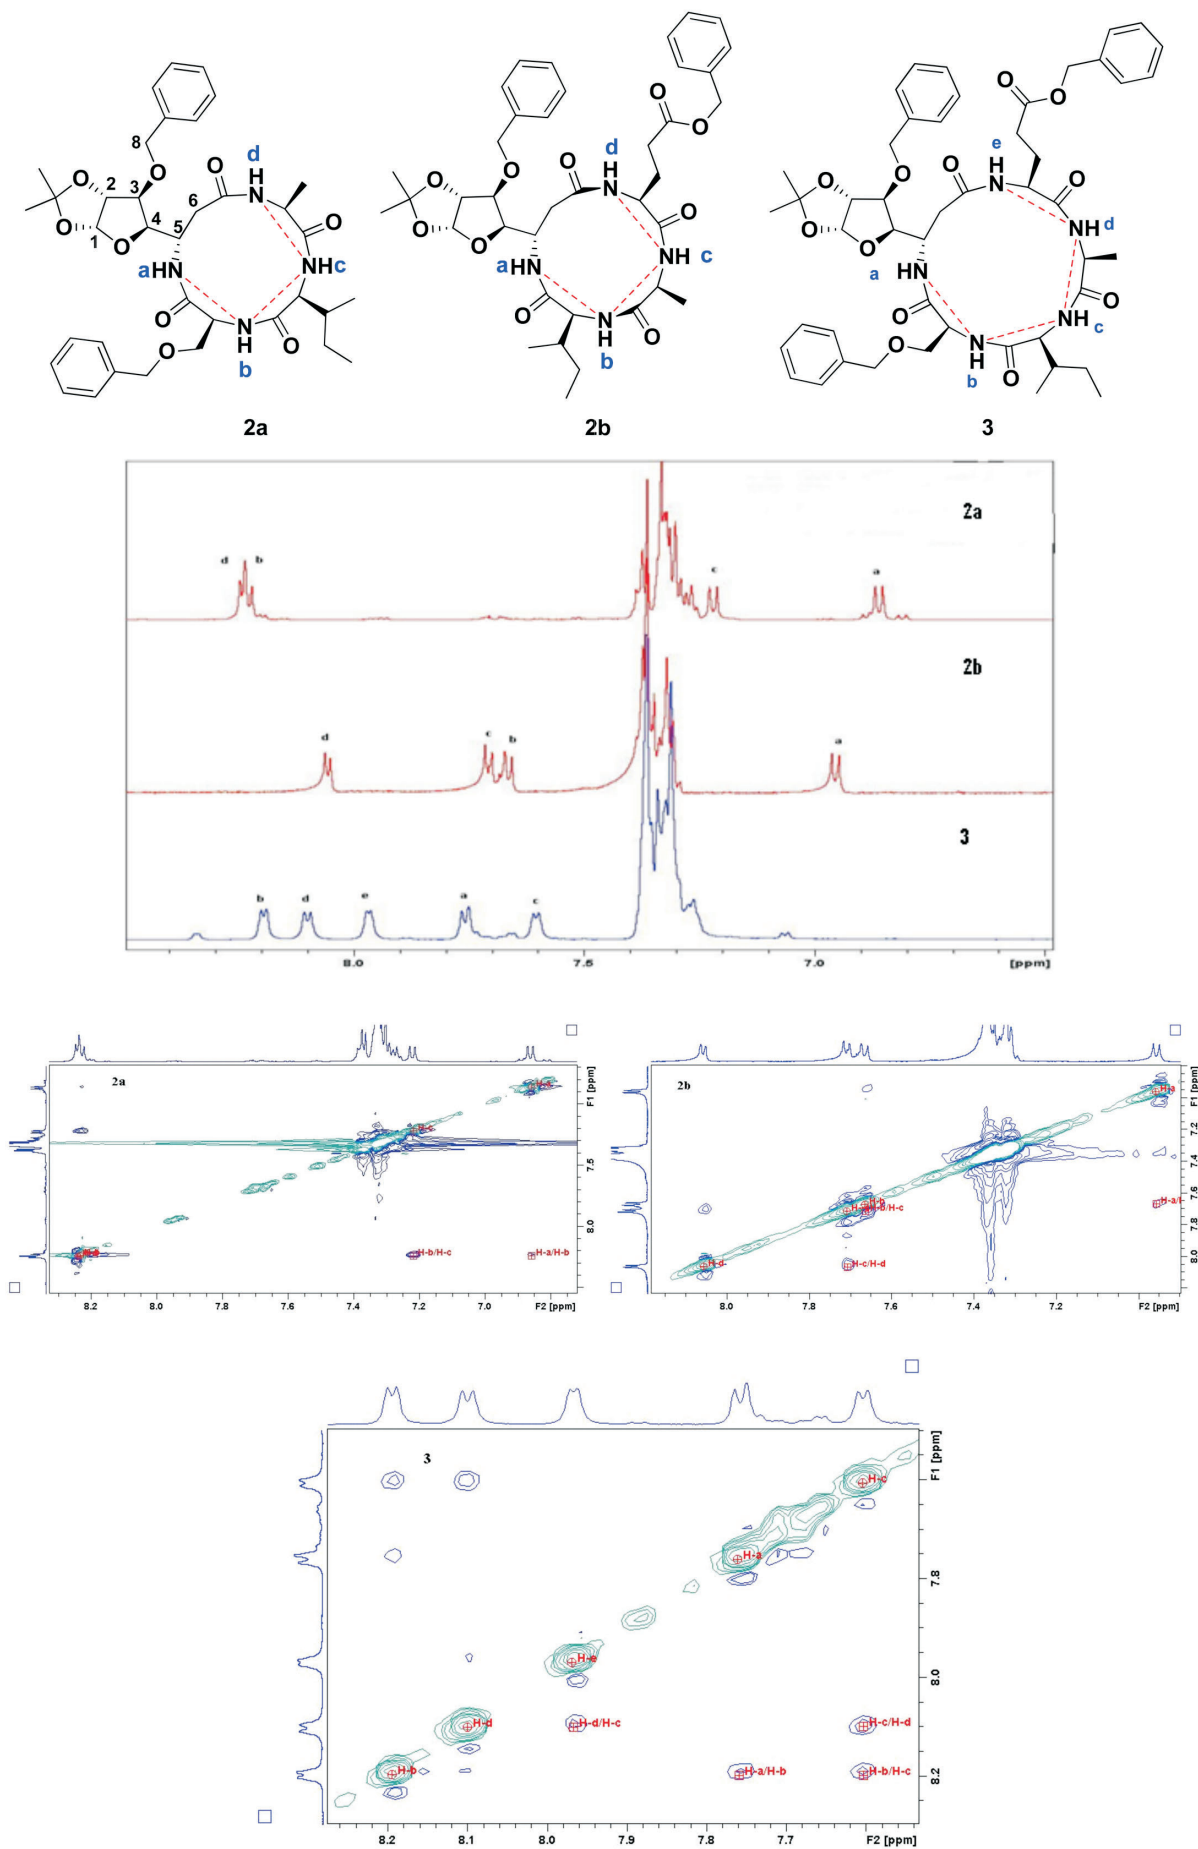 8
O
O
2
3
O
O
O
1
4
5
6
O
d
N
H
O
aHN
NH
c
O
O
N
H
b
O
O
2a
O
O
O
O
O
O
O
O
d
N
H
O
aHN
NH
c
O
N
H
b
O
2b
O
O
O
O
O
O
O
O
e
N
H
O
NH
d
a
HN
O
O
O
N
H
b
O
NH
c
O
3
2a
d
b
c
a
2b
d
c
b
a
3
b
d
e
a
c
8.0
7.5
7.0
[ppm]
2a
H-c
H-b/H-c
H-a/H-b
F1 [ppm]
7.5
8.0
8.2
8.0
7.8
7.6
7.4
7.2
7.0
F2 [ppm]
2b
H-a
H-b
H-b/H-c
H-d
H-c/H-d
H-a/
F1 [ppm]
7.2
7.4
7.6
7.8
8.0
8.0
7.8
7.6
7.4
7.2
F2 [ppm]
3
H-c
H-a
H-e
H-d
H-d/H-c
H-c/H-d
H-b
H-a/H-b
H-b/H-c
F1 [ppm]
7.8
8.0
8.2
8.2
8.1
8.0
7.9
7.8
7.7
F2 [ppm]